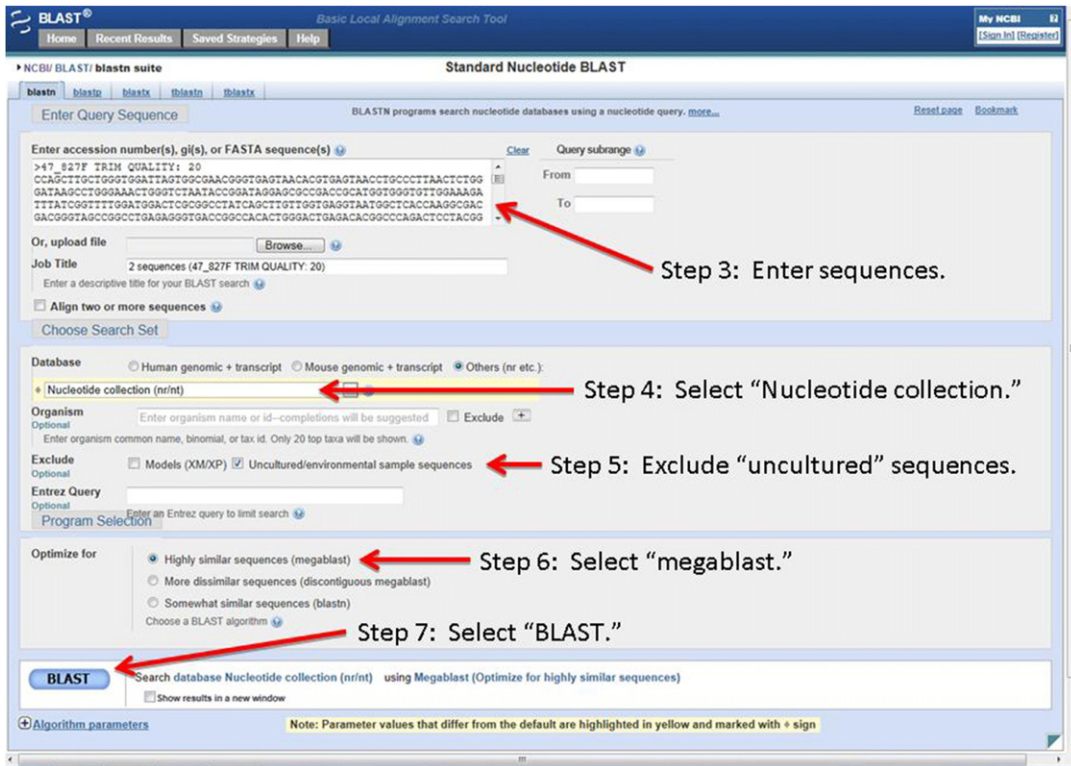 BLAST®
Basic Local Alignment Search Tool
My NCBI
Home Recent Results Saved Strategies Help
[Sign In] [Register]
NCBI/ BLAST/ blastn suite
Standard Nucleotide BLAST
blastn blastp blastx tblastn tblastx
Enter Query Sequence
BLASTN programs search nucleotide databases using a nucleotide query. more...
Reset page Bookmark
Enter accession number(s), gi(s), or FASTA sequence(s)
Clear
Query subrange
>47_827F TRIM QUALITY: 20
CCAGCTTGCTGGGTGGATTAGTGGCGAACGGGTGAGTAACACGTGAGTAACCTGCCCTTAACTCTGG
GATAAGCCTGGGAAACTGGGTCTAATACCGGATAGGAGCGCCGACCGCATGGTGGGTGTTGGAAAGA
TTTATCGGTTTTGGATGGACTCGCGGCCTATCAGCTTGTTGGTGAGGTAATGGCTCACCAAGGCGAC
GACGGGTAGCCGGCCTGAGAGGGTGACCGGCCACACTGGGACTGAGACACGGCCCAGACTCCTACGG
From
To
Or, upload file
Browse...
Job Title
2 sequences (47_827F TRIM QUALITY: 20)
Enter a descriptive title for your BLAST search
Align two or more sequences
Step 3: Enter sequences.
Choose Search Set
Database
Human genomic + transcript Mouse genomic + transcript Others (nr etc.):
Nucleotide collection (nr/nt)
Step 4: Select “Nucleotide collection.”
Organism
Optional
Enter organism name or id--completions will be suggested
Exclude +
Enter organism common name, binomial, or tax id. Only 20 top taxa will be shown.
Exclude
Optional
Models (XM/XP) Uncultured/environmental sample sequences
Step 5: Exclude “uncultured” sequences.
Entrez Query
Optional
Enter an Entrez query to limit search
Program Selection
Optimize for
Highly similar sequences (megablast)
Step 6: Select “megablast.”
More dissimilar sequences (discontiguous megablast)
Somewhat similar sequences (blastn)
Choose a BLAST algorithm
Step 7: Select “BLAST.”
BLAST
Search database Nucleotide collection (nr/nt) using Megablast (Optimize for highly similar sequences)
Show results in a new window
Algorithm parameters
Note: Parameter values that differ from the default are highlighted in yellow and marked with ♦ sign